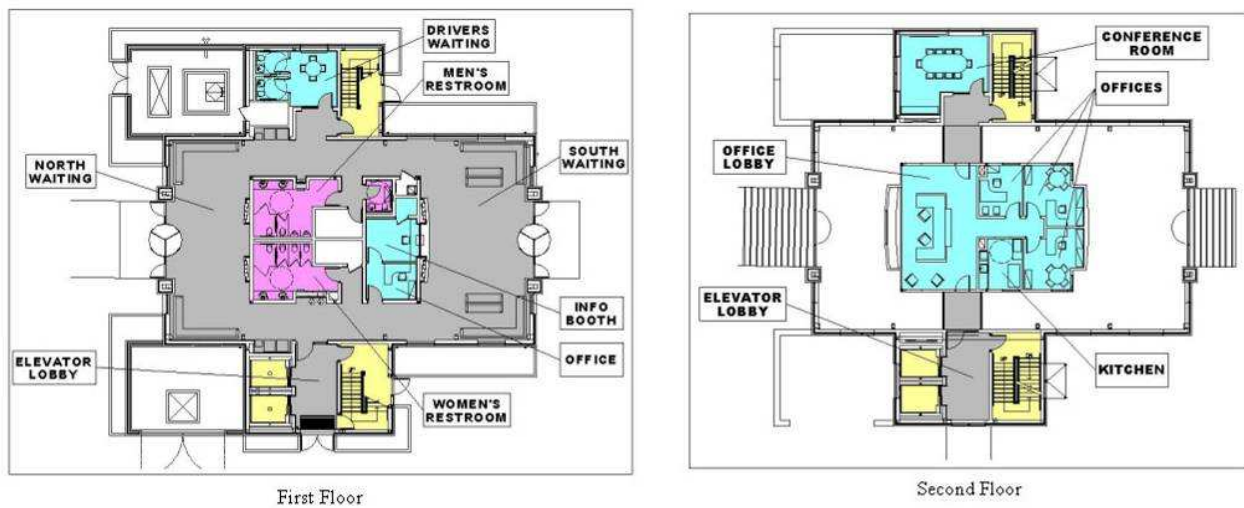 DRIVERS
WAITING
MEN'S
RESTROOM
NORTH
WAITING
SOUTH
WAITING
INFO
BOOTH
ELEVATOR
LOBBY
OFFICE
WOMEN'S
RESTROOM
First Floor
CONFERENCE
ROOM
OFFICES
OFFICE
LOBBY
ELEVATOR
LOBBY
KITCHEN
Second Floor